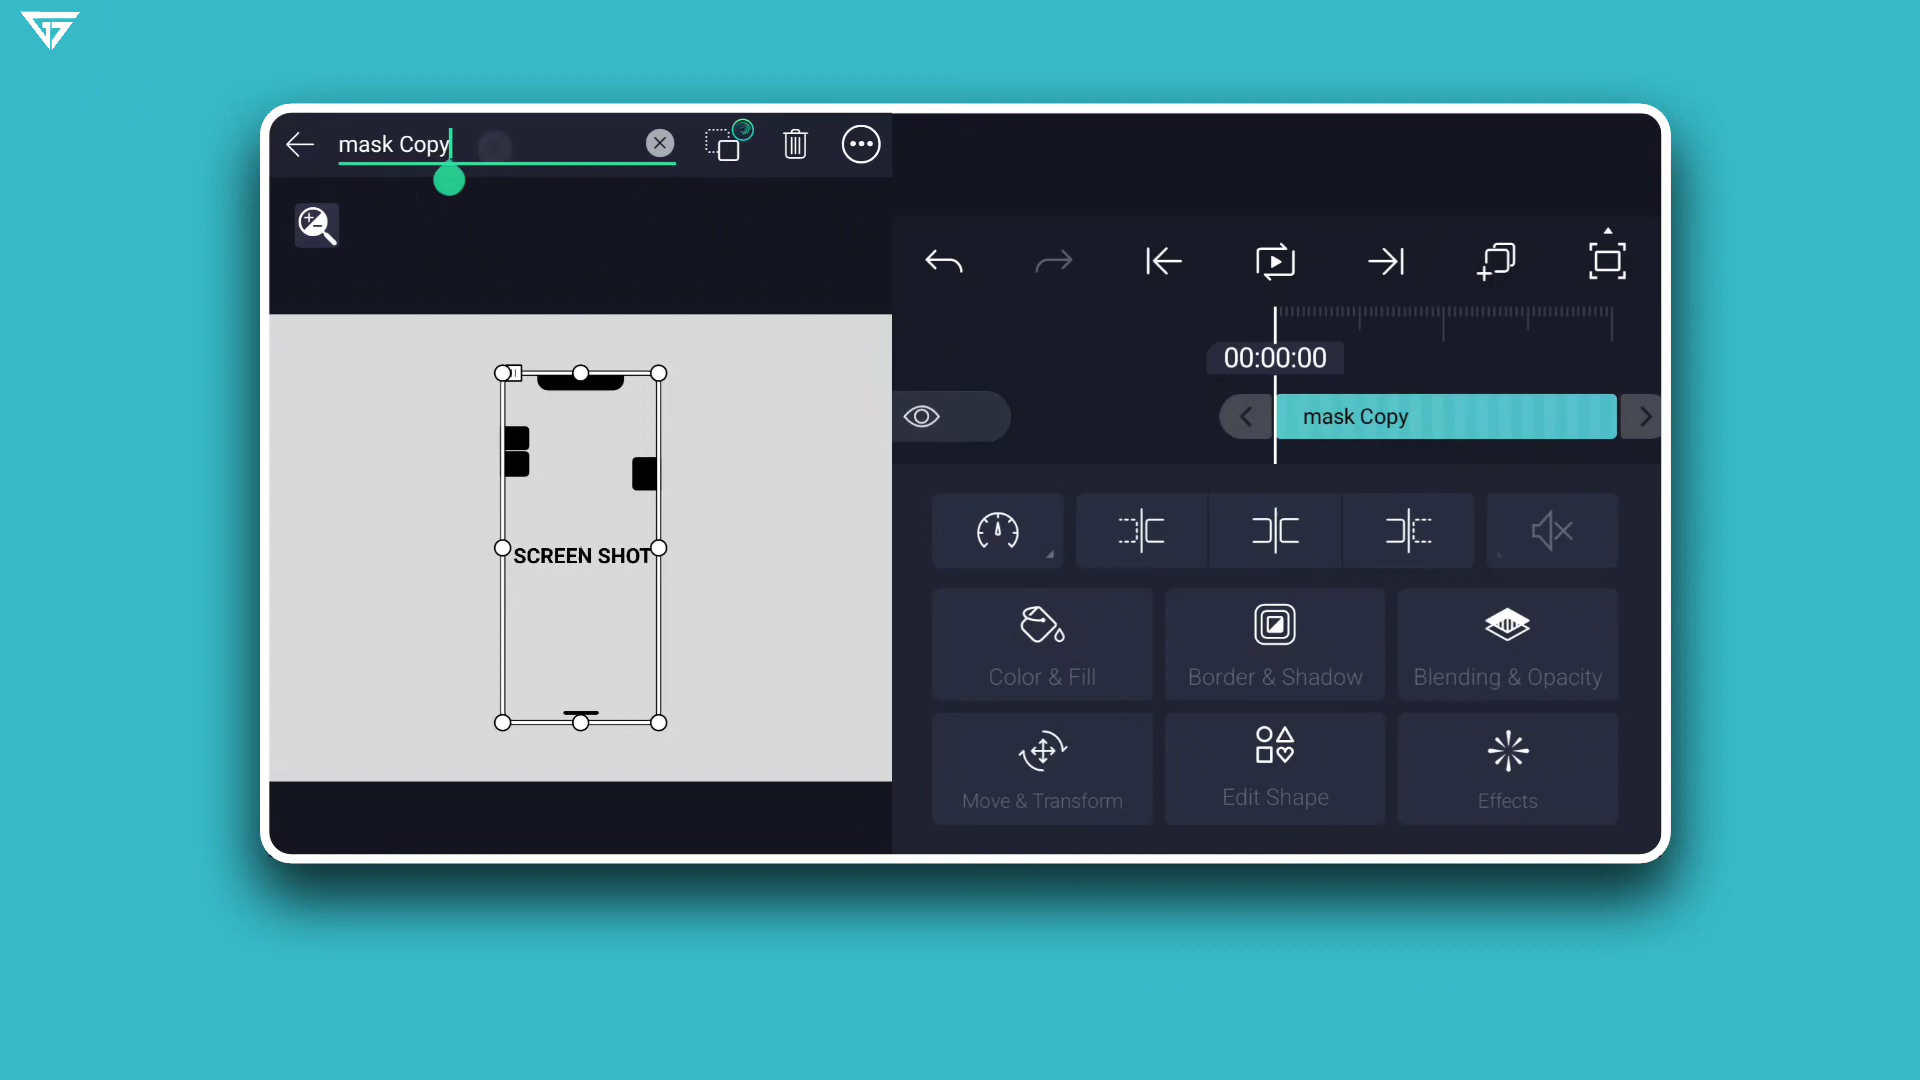 mask Copy
00:00:00
mask Copy
SCREEN SHOT
Color & Fill
Border & Shadow
Blending & Opacity
Move & Transform
Edit Shape
Effects